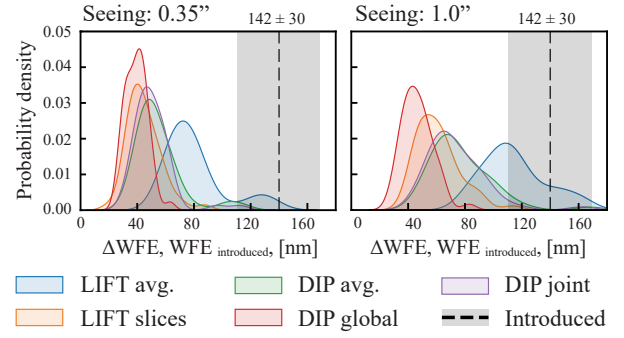 Seeing: 0.35” Seeing: 1.0”
142 ± 30 142 ± 30
Probability density
0.05
0.04
0.03
0.02
0.01
0.00
0 40 80 120 160 0 40 80 120 160
ΔWFE, WFE introduced, [nm] ΔWFE, WFE introduced, [nm]
LIFT avg. DIP avg. DIP joint
LIFT slices DIP global Introduced